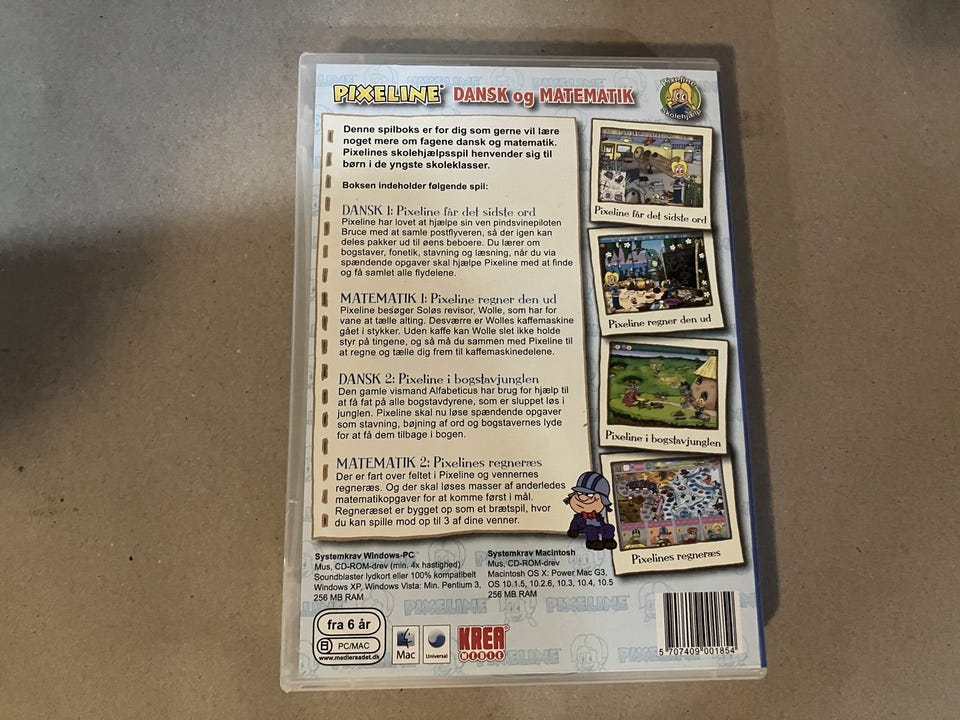 PIXELINE® DANSK og MATEMATIK
Pixeline
skolehjælp
Denne spilboks er for dig som gerne vil lære
noget mere om fagene dansk og matematik.
Pixelines skolehjælpsspil henvender sig til
børn i de yngste skoleklasser.
Boksen indeholder følgende spil:
DANSK 1: Pixeline får det sidste ord
Pixeline har lovet at hjælpe sin ven pindsvinepiloten
Bruce med at samle postflyveren, så der igen kan
deles pakker ud til øens beboere. Du lærer om
bogstaver, fonetik, stavning og læsning, når du via
spændende opgaver skal hjælpe Pixeline med at finde
og få samlet alle flydelene.
MATEMATIK 1: Pixeline regner den ud
Pixeline besøger Soløs revisor, Wolle, som har for
vane at tælle alting. Desværre er Wolles kaffemaskine
gået i stykker. Uden kaffe kan Wolle slet ikke holde
styr på tingene, og så må du sammen med Pixeline til
at regne og tælle dig frem til kaffemaskinedelene.
DANSK 2: Pixeline i bogstavjunglen
Den gamle vismand Alfabeticus har brug for hjælp til
at få fat på alle bogstavdyrene, som er sluppet løs i
junglen. Pixeline skal nu løse spændende opgaver
som stavning, bøjning af ord og bogstavernes lyde
for at få dem tilbage i bogen.
MATEMATIK 2: Pixelines regneræs
Der er fart over feltet i Pixeline og vennernes
regneræs. Og der skal løses masser af anderledes
matematikopgaver for at komme først i mål.
Regneræset er bygget op som et brætspil, hvor
du kan spille mod op til 3 af dine venner.
Pixeline får det sidste ord
Pixeline regner den ud
Pixeline i bogstavjunglen
Pixelines regneræs
Systemkrav Windows-PC
Mus, CD-ROM-drev (min. 4x hastighed)
Soundblaster lydkort eller 100% kompatibelt
Windows XP, Windows Vista: Min. Pentium 3,
256 MB RAM
Systemkrav Macintosh
Mus, CD-ROM-drev
Macintosh OS X. Power Mac G3,
OS 10.1.5, 10.2.6, 10.3, 10.4, 10.5
256 MB RAM
fra 6 år
PC/MAC
www.medieraadet.dk
Mac
Universal
KREA®
MEDIE
5 707409 001854